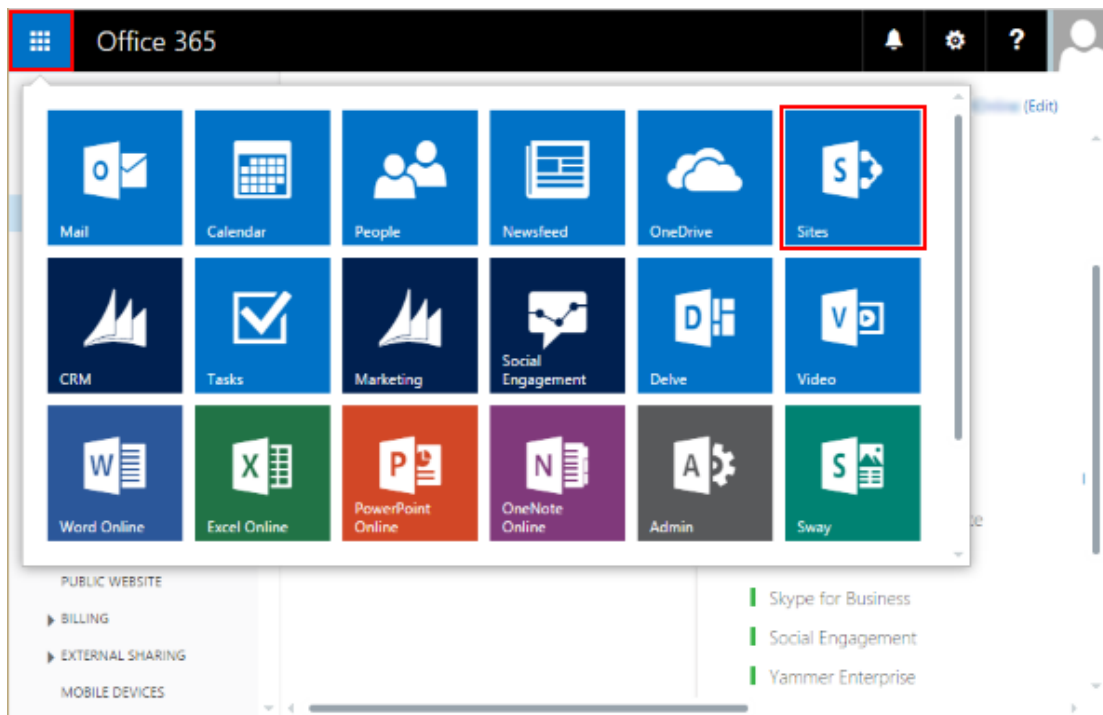 Office 365
?
(Edit)
Mail
Calendar
People
Newsfeed
OneDrive
Sites
CRM
Tasks
Marketing
Social
Engagement
Delve
Video
Word Online
Excel Online
PowerPoint
Online
OneNote
Online
Admin
Sway
PUBLIC WEBSITE
BILLING
EXTERNAL SHARING
MOBILE DEVICES
Skype for Business
Social Engagement
Yammer Enterprise